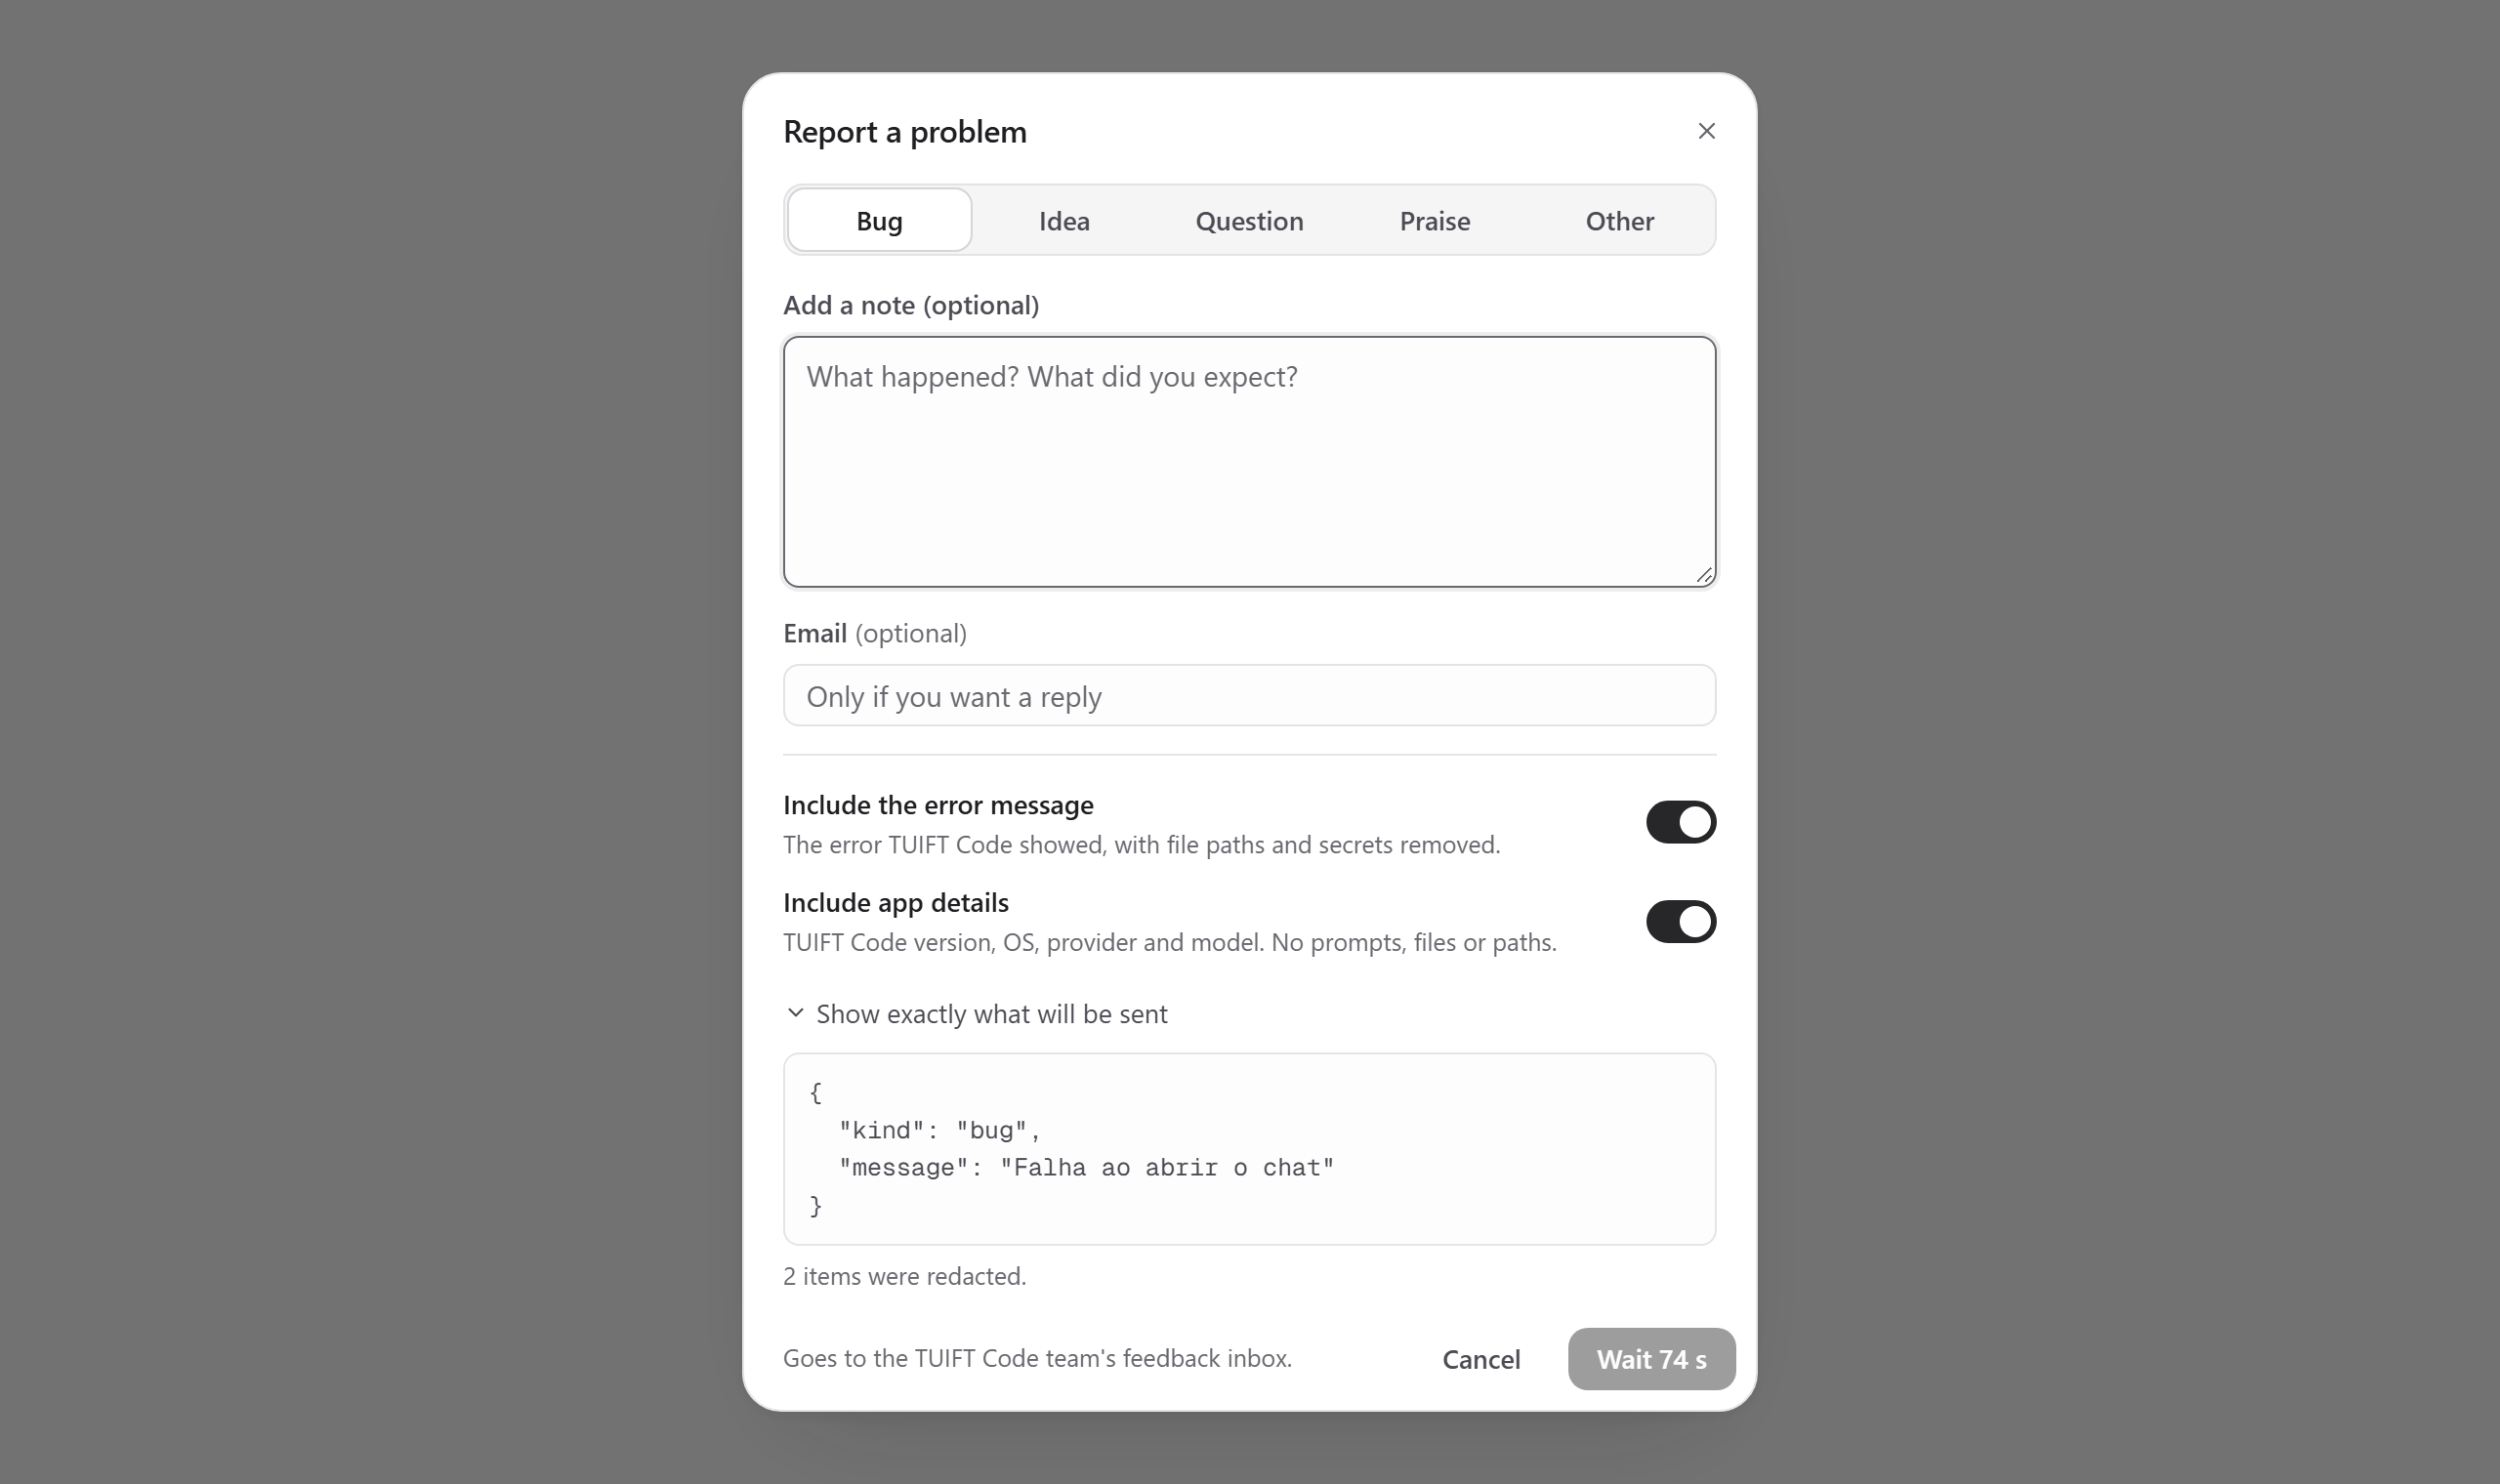 Report a problem
Bug
Idea
Question
Praise
Other
Add a note (optional)
What happened? What did you expect?
Email (optional)
Only if you want a reply
Include the error message
The error TUIFT Code showed, with file paths and secrets removed.
Include app details
TUIFT Code version, OS, provider and model. No prompts, files or paths.
Show exactly what will be sent
{
  "kind": "bug",
  "message": "Falha ao abrir o chat"
}
2 items were redacted.
Goes to the TUIFT Code team's feedback inbox.
Cancel
Wait 74 s